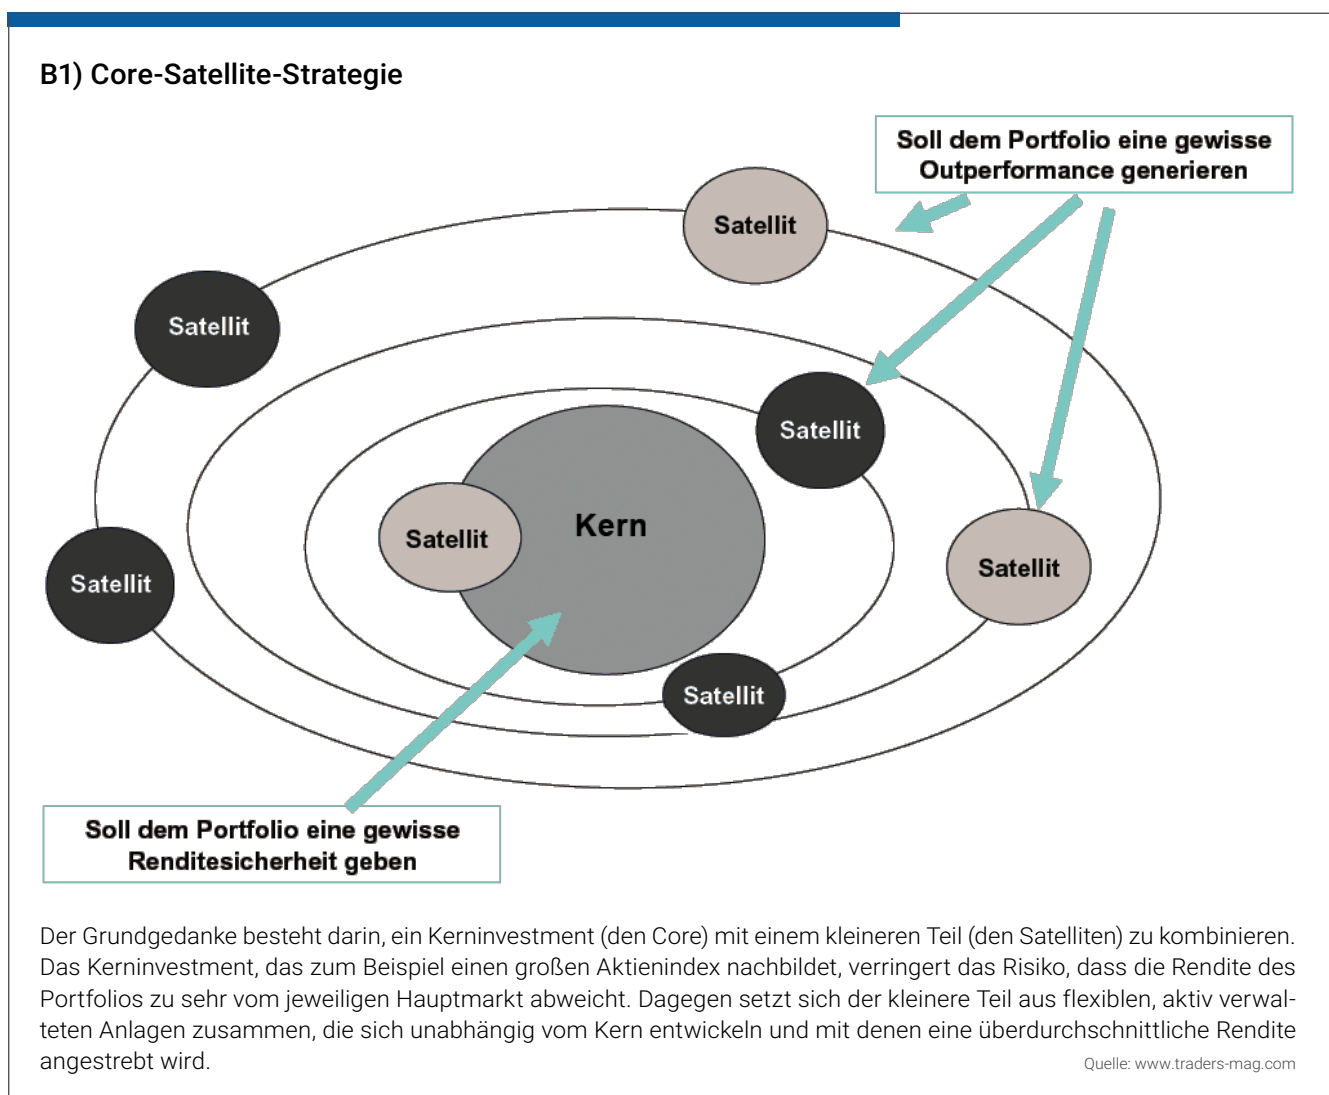 B1) Core-Satellite-Strategie
Soll dem Portfolio eine gewisse
Outperformance generieren
Satellit
Satellit
Satellit
Kern
Satellit
Satellit
Satellit
Satellit
Soll dem Portfolio eine gewisse
Renditesicherheit geben
Der Grundgedanke besteht darin, ein Kerninvestment (den Core) mit einem kleineren Teil (den Satelliten) zu kombinieren.
Das Kerninvestment, das zum Beispiel einen großen Aktienindex nachbildet, verringert das Risiko, dass die Rendite des
Portfolios zu sehr vom jeweiligen Hauptmarkt abweicht. Dagegen setzt sich der kleinere Teil aus flexiblen, aktiv verwal-
teten Anlagen zusammen, die sich unabhängig vom Kern entwickeln und mit denen eine überdurchschnittliche Rendite
angestrebt wird.
Quelle: www.traders-mag.com